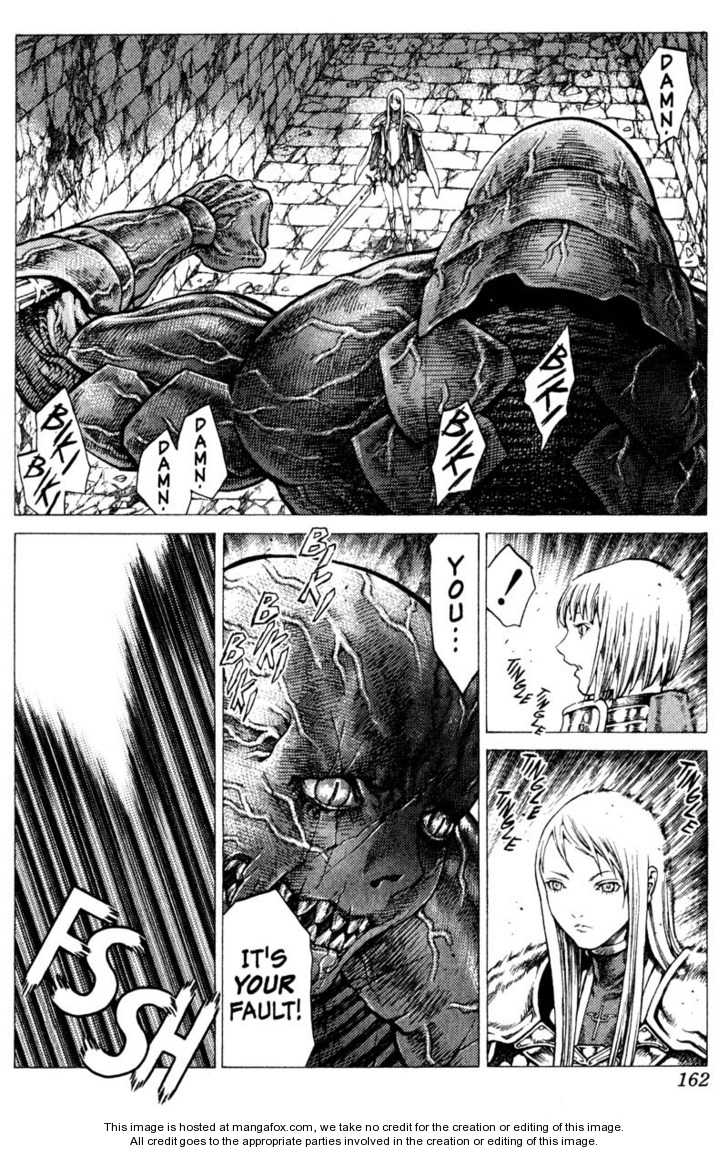 DAMN.
BIKI
BIKI
DAMN.
DAMN.
BIKI
BIKI
!
TINGLE
TINGLE
TINGLE
TINGLE
TINGLE
YOU...
BIKI
BIKI
BIKI
IT'S
YOUR
FAULT!
FSSH
162
This image is hosted at mangafox.com, we take no credit for the creation or editing of this image.
All credit goes to the appropriate parties involved in the creation or editing of this image.